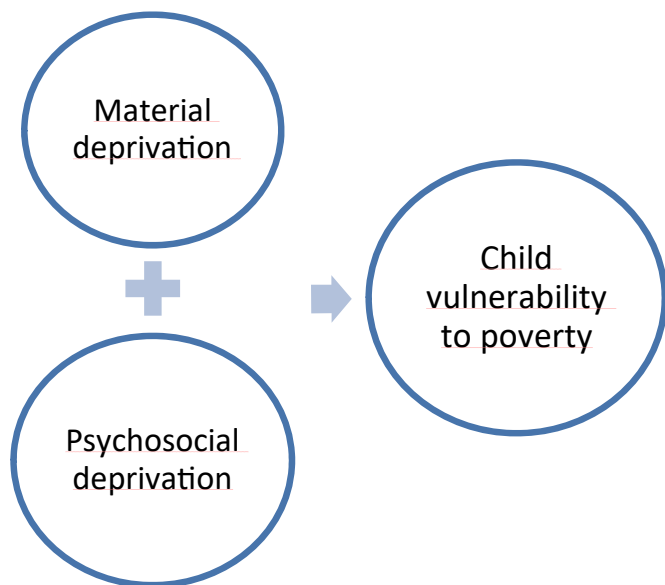 Material
deprivation
Psychosocial
deprivation
Child
vulnerability
to poverty